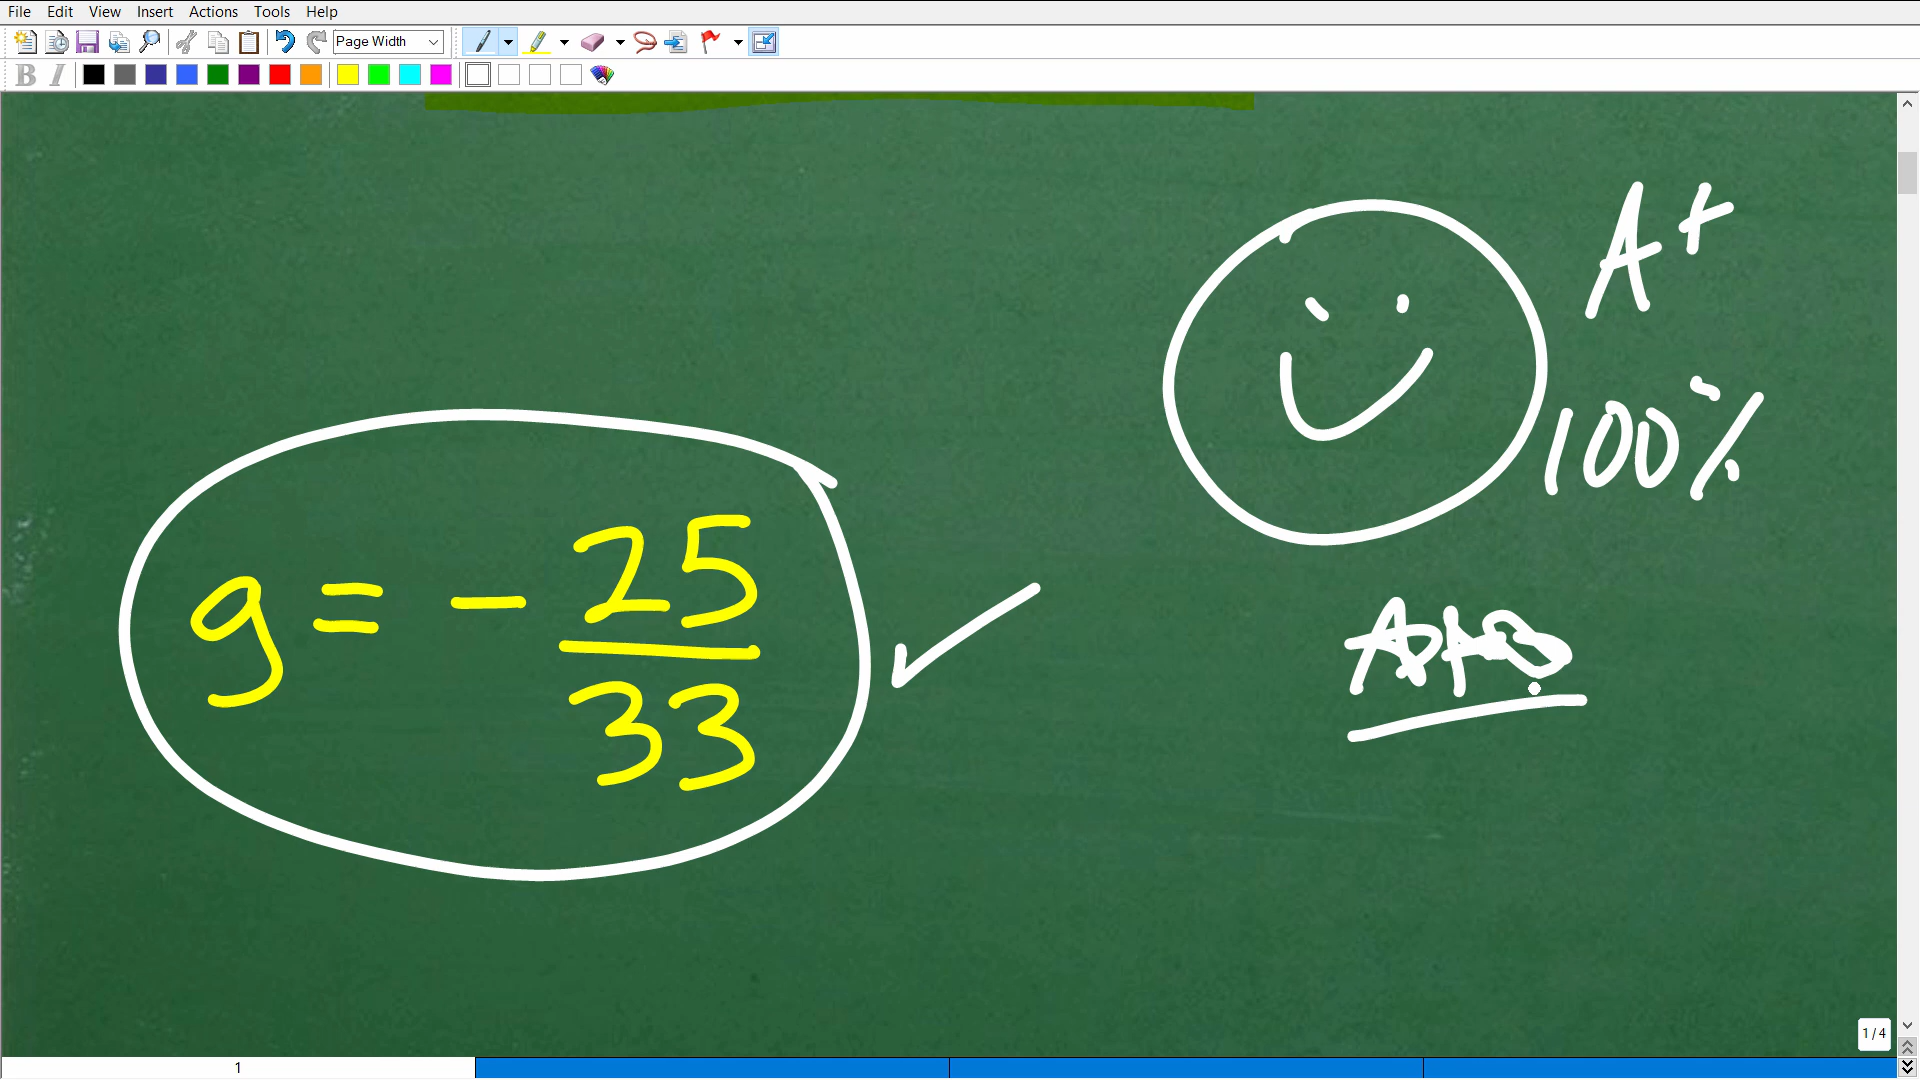 File Edit View Insert Actions Tools Help
Page Width
B I
A+
100%
g = - 25/33
1 / 4
1